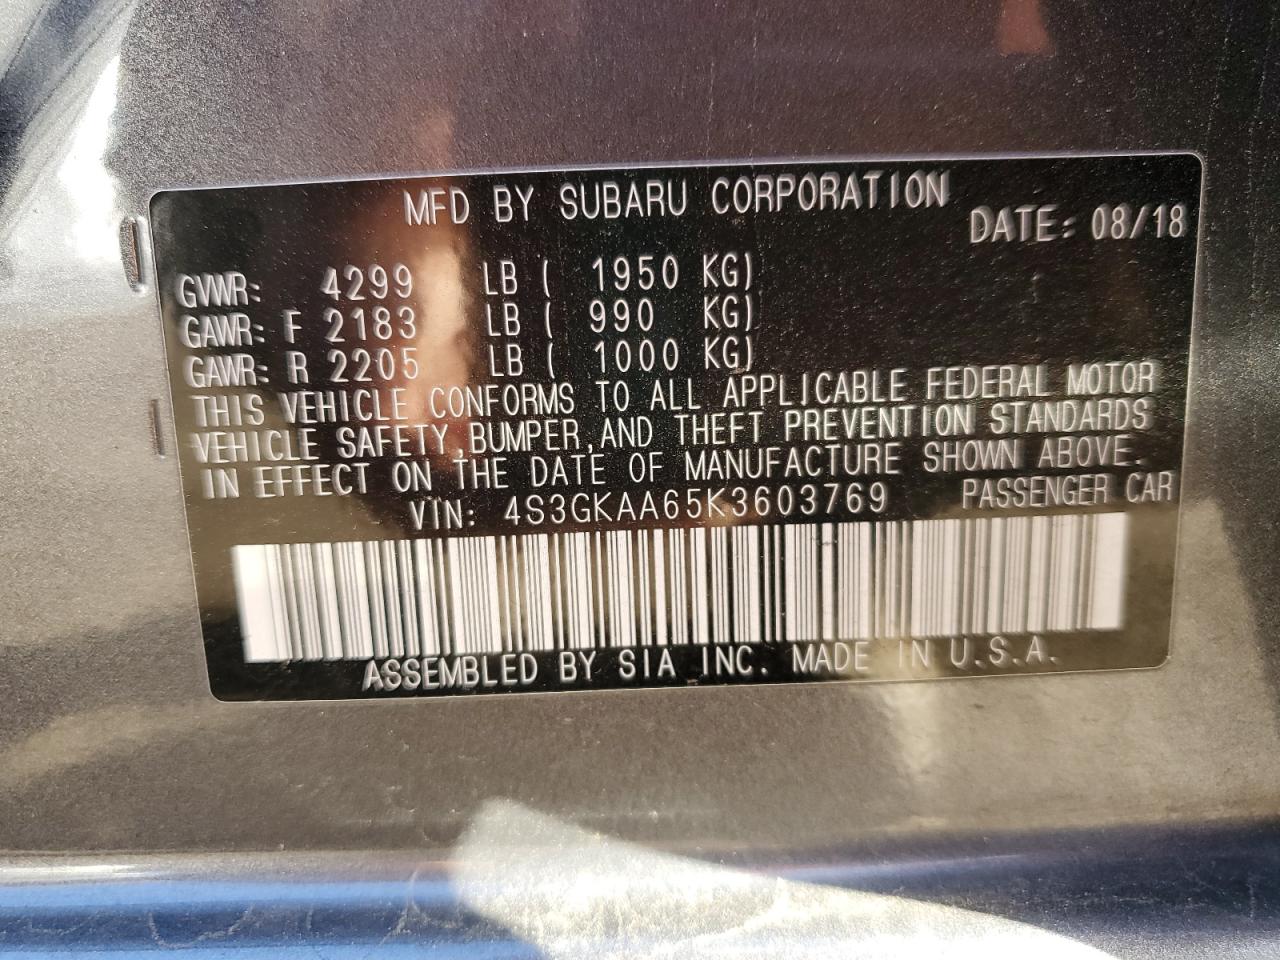 MFD BY SUBARU CORPORATION
DATE: 08/18
GVWR: 4299 LB ( 1950 KG)
GAWR: F 2183 LB ( 990 KG)
GAWR: R 2205 LB ( 1000 KG)
THIS VEHICLE CONFORMS TO ALL APPLICABLE FEDERAL MOTOR
VEHICLE SAFETY,BUMPER,AND THEFT PREVENTION STANDARDS
IN EFFECT ON THE DATE OF MANUFACTURE SHOWN ABOVE.
VIN: 4S3GKAA65K3603769 PASSENGER CAR
ASSEMBLED BY SIA INC. MADE IN U.S.A.